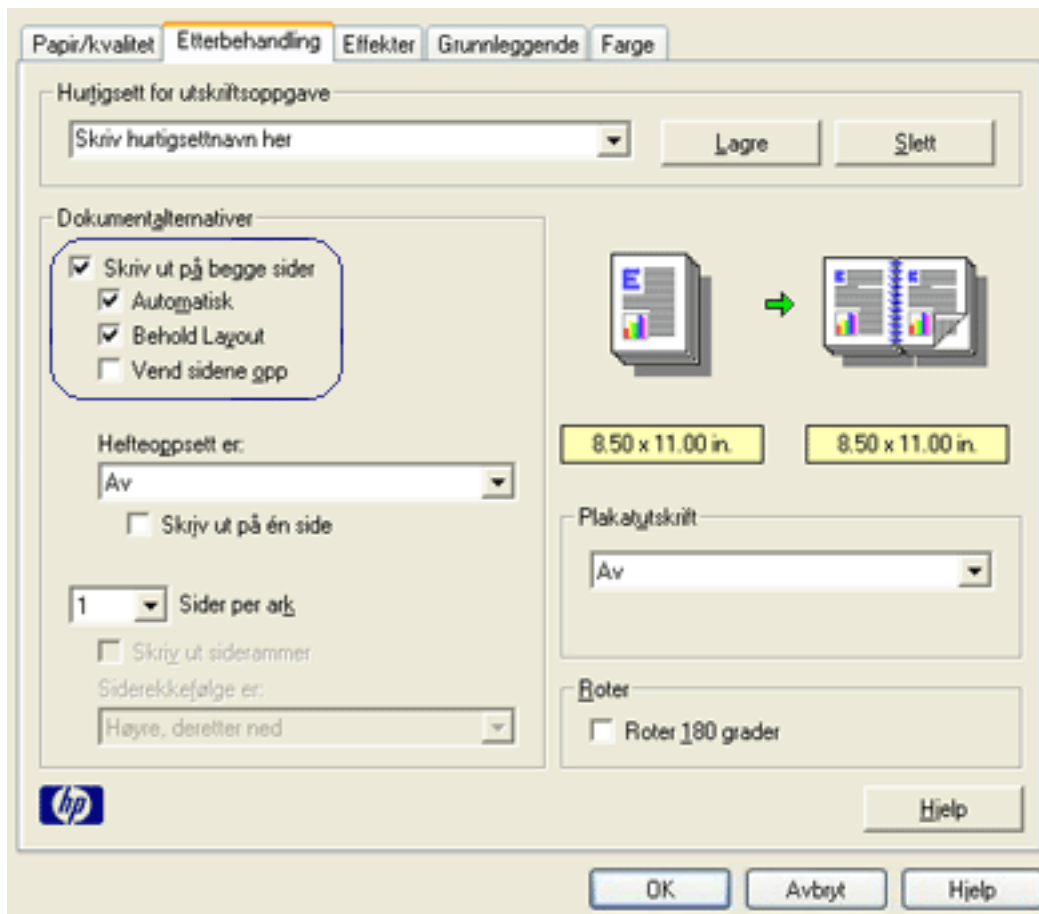 Papir/kvalitet Etterbehandling Effekter Grunnleggende Farge
Hurtigsett for utskriftsoppgave
Skriv hurtigsettnavn her Lagre Slett
Dokumentalternativer
Skriv ut på begge sider
Automatisk
Behold Layout
Vend sidene opp
Hefteoppsett er:
Av
Skriv ut på én side
1 Sider per ark
Skriv ut siderammer
Siderekkefølge er:
Høyre, deretter ned
E
E E
8.50 x 11.00 in. 8.50 x 11.00 in.
Plakatutskrift
Av
Roter
Roter 180 grader
hp
Hjelp
OK Avbryt Hjelp